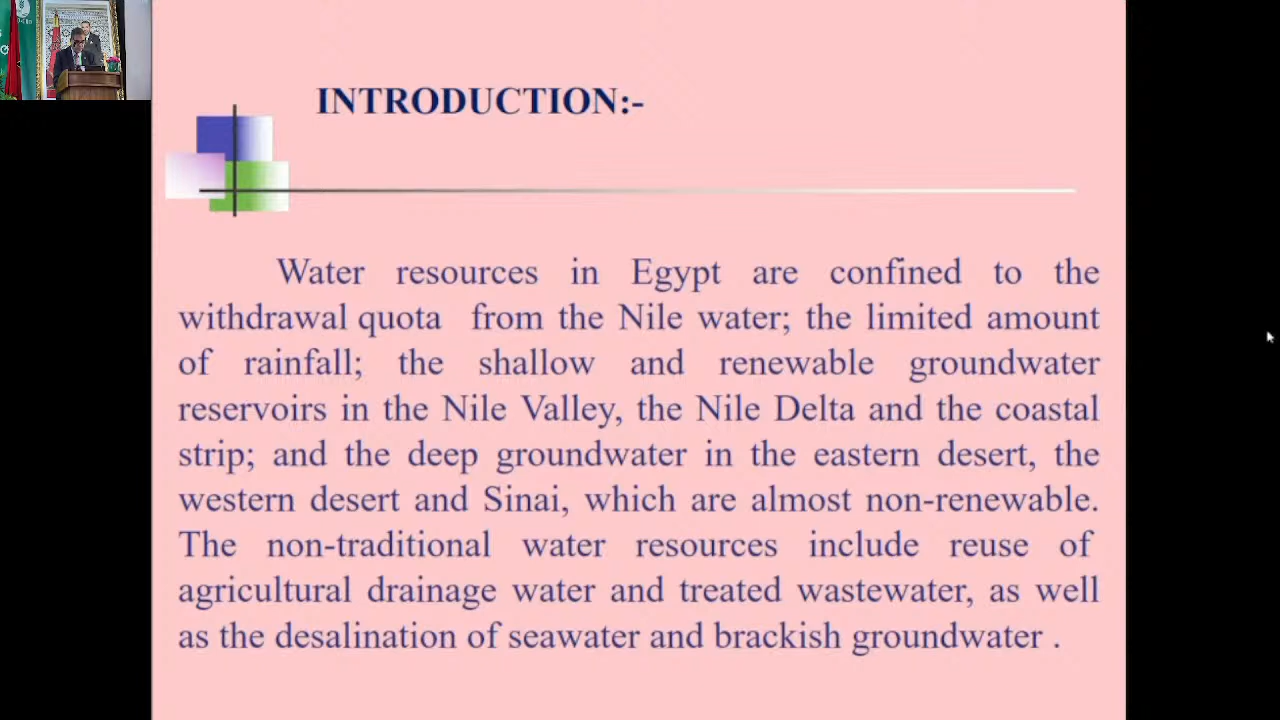 INTRODUCTION:-
Water resources in Egypt are confined to the
withdrawal quota from the Nile water; the limited amount
of rainfall; the shallow and renewable groundwater
reservoirs in the Nile Valley, the Nile Delta and the coastal
strip; and the deep groundwater in the eastern desert, the
western desert and Sinai, which are almost non-renewable.
The non-traditional water resources include reuse of
agricultural drainage water and treated wastewater, as well
as the desalination of seawater and brackish groundwater .